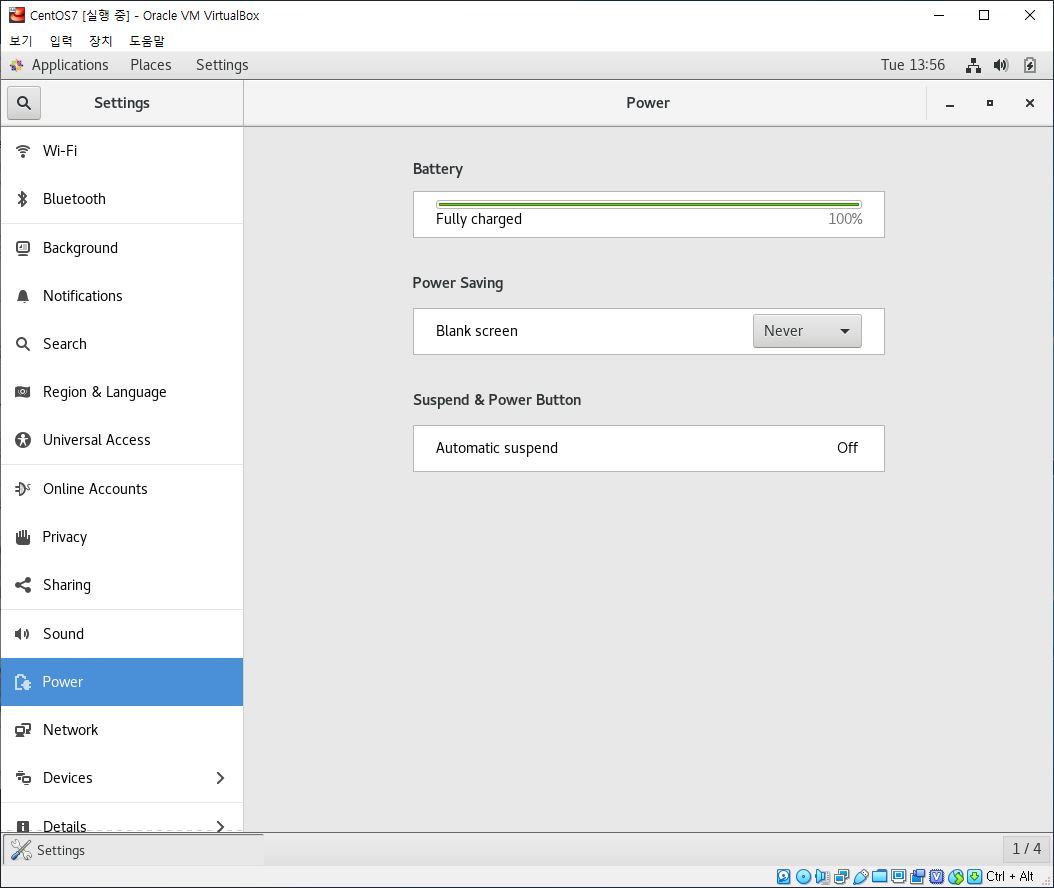 CentOS7 [실행 중] - Oracle VM VirtualBox
보기 입력 장치 도움말
Applications Places Settings Tue 13:56
Settings Power
Wi-Fi
Bluetooth
Background
Notifications
Search
Region & Language
Universal Access
Online Accounts
Privacy
Sharing
Sound
Power
Network
Devices
Details
Battery
Fully charged 100%
Power Saving
Blank screen Never
Suspend & Power Button
Automatic suspend Off
Settings 1 / 4
Ctrl + Alt